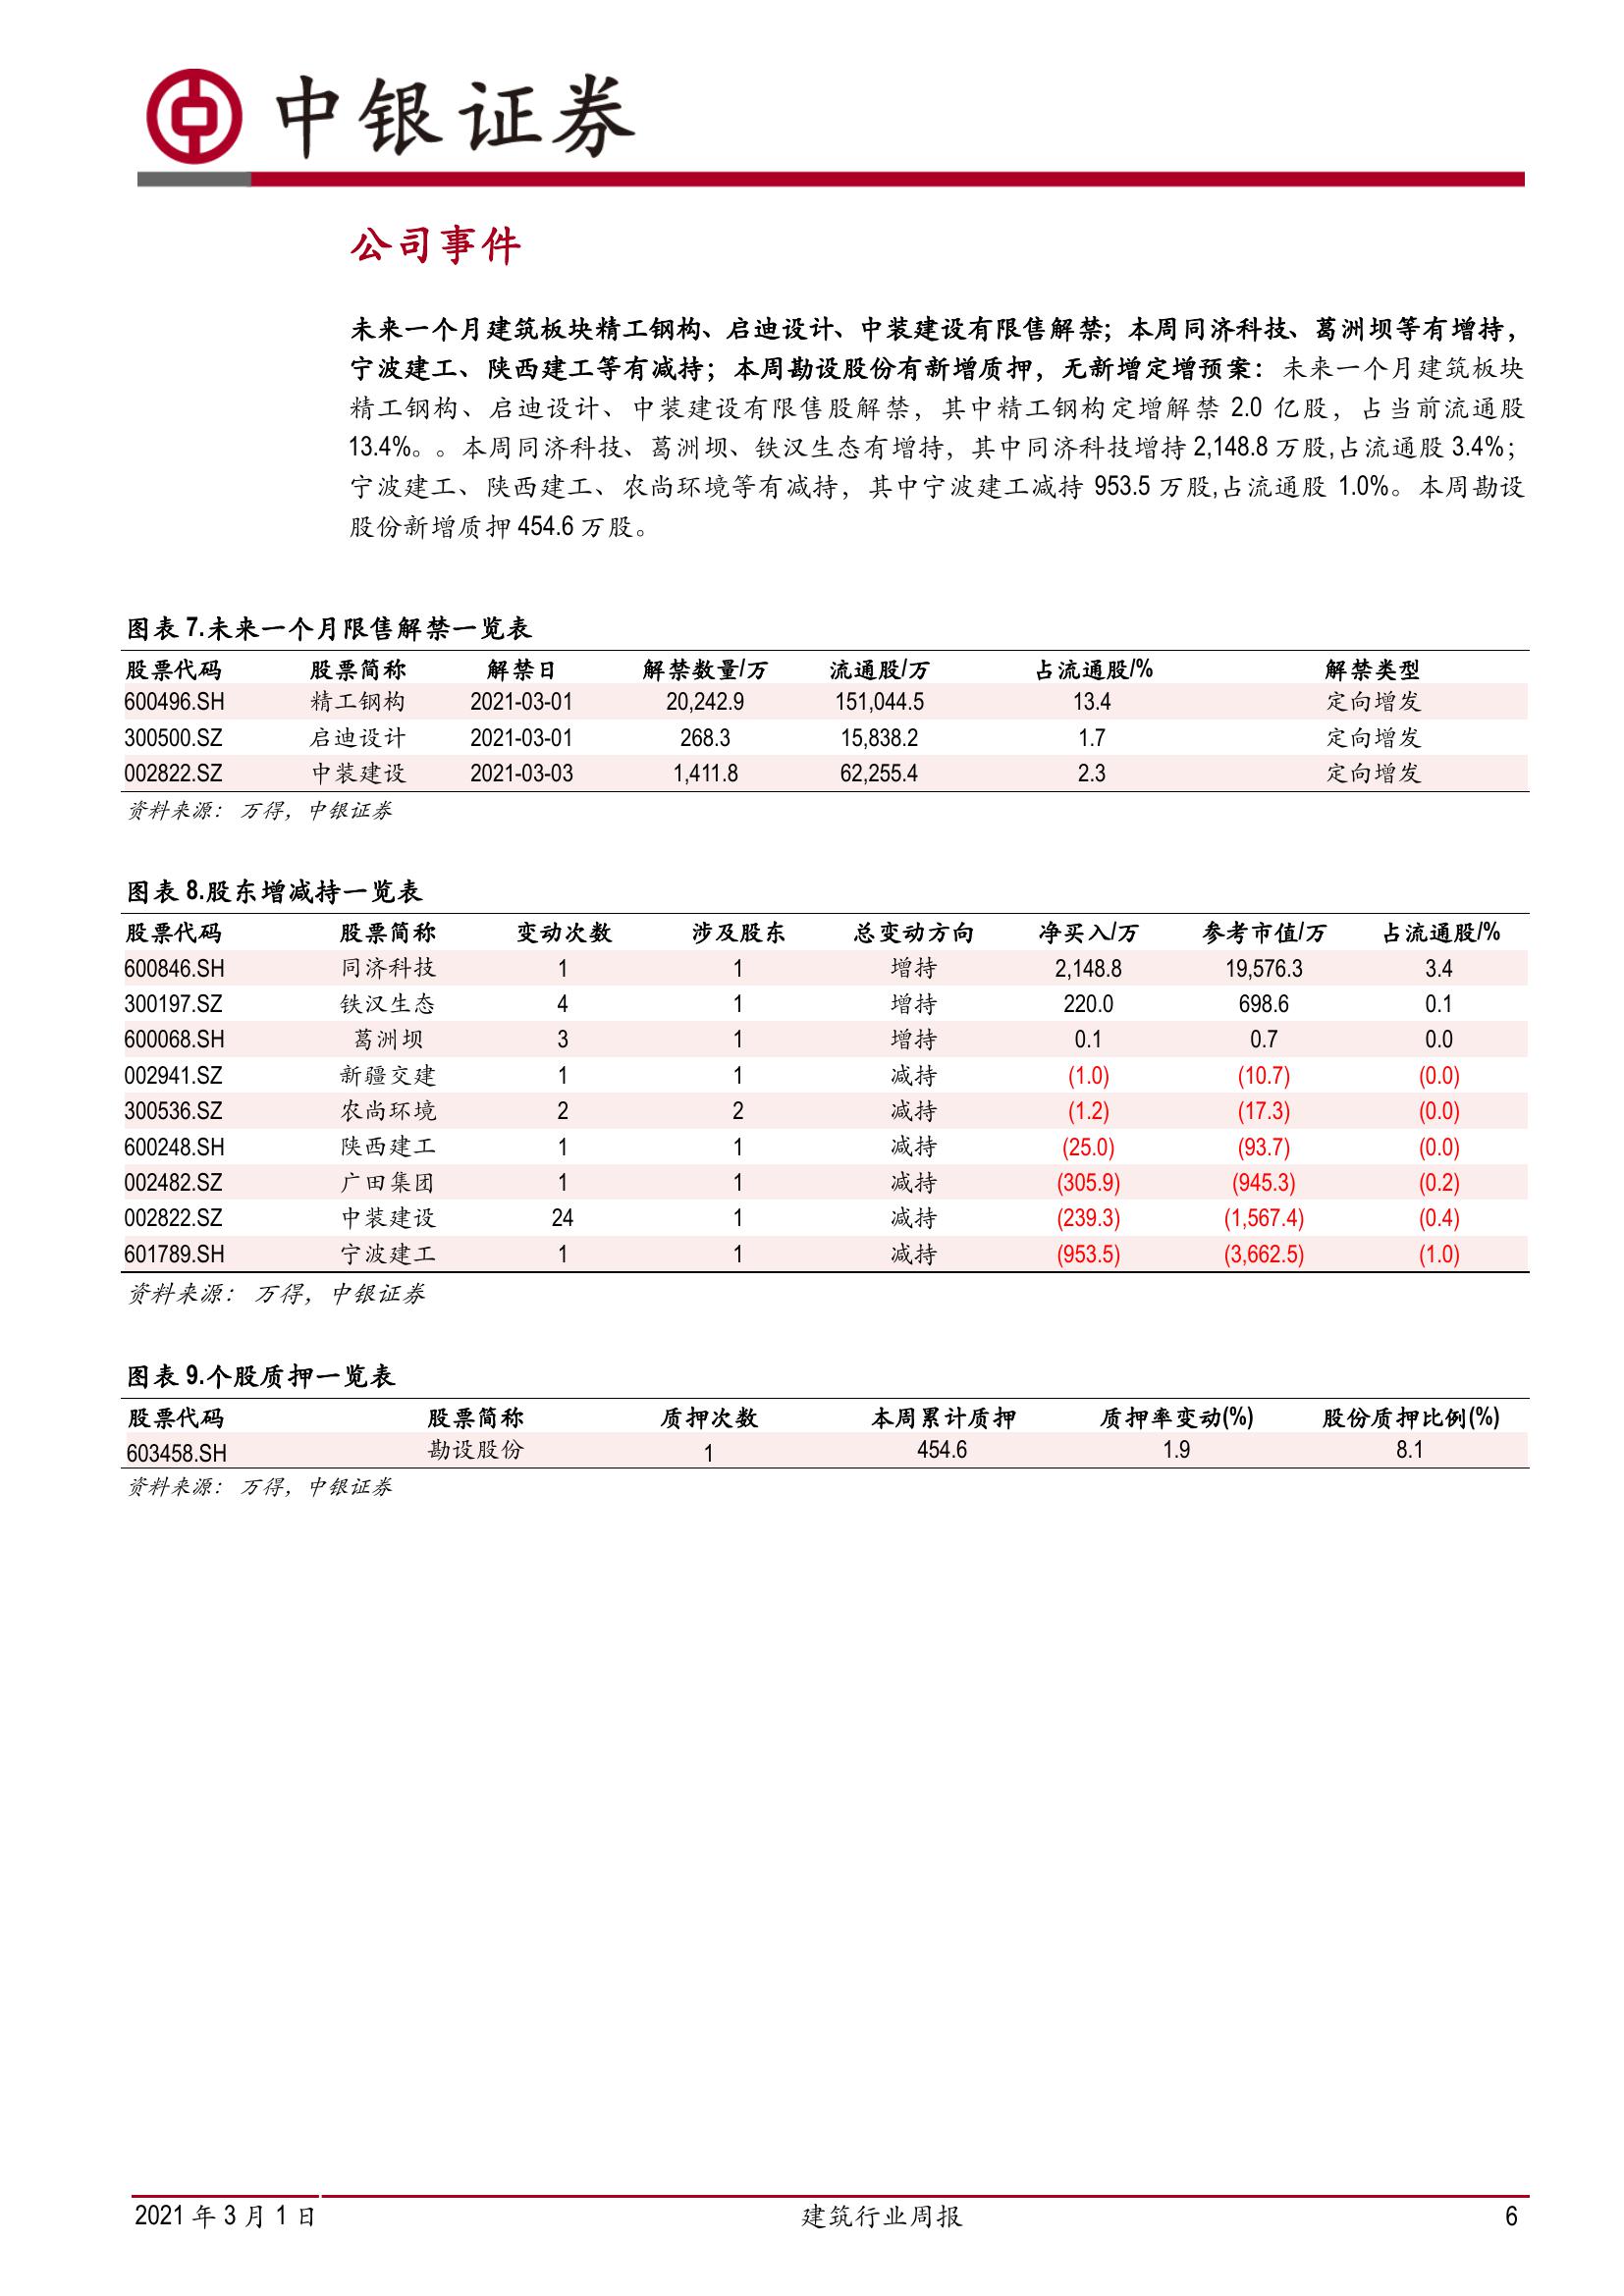 中银证券
公司事件
未来一个月建筑板块精工钢构、启迪设计、中装建设有限售解禁；本周同济科技、葛洲坝等有增持，
宁波建工、陕西建工等有减持；本周勘设股份有新增质押，无新增定增预案：未来一个月建筑板块
精工钢构、启迪设计、中装建设有限售股解禁，其中精工钢构定增解禁 2.0 亿股，占当前流通股
13.4%。。本周同济科技、葛洲坝、铁汉生态有增持，其中同济科技增持 2,148.8 万股,占流通股 3.4%；
宁波建工、陕西建工、农尚环境等有减持，其中宁波建工减持 953.5 万股,占流通股 1.0%。本周勘设
股份新增质押 454.6 万股。
图表 7.未来一个月限售解禁一览表
股票代码 股票简称 解禁日 解禁数量/万 流通股/万 占流通股/% 解禁类型
600496.SH 精工钢构 2021-03-01 20,242.9 151,044.5 13.4 定向增发
300500.SZ 启迪设计 2021-03-01 268.3 15,838.2 1.7 定向增发
002822.SZ 中装建设 2021-03-03 1,411.8 62,255.4 2.3 定向增发
资料来源： 万得，中银证券
图表 8.股东增减持一览表
股票代码 股票简称 变动次数 涉及股东 总变动方向 净买入/万 参考市值/万 占流通股/%
600846.SH 同济科技 1 1 增持 2,148.8 19,576.3 3.4
300197.SZ 铁汉生态 4 1 增持 220.0 698.6 0.1
600068.SH 葛洲坝 3 1 增持 0.1 0.7 0.0
002941.SZ 新疆交建 1 1 减持 (1.0) (10.7) (0.0)
300536.SZ 农尚环境 2 2 减持 (1.2) (17.3) (0.0)
600248.SH 陕西建工 1 1 减持 (25.0) (93.7) (0.0)
002482.SZ 广田集团 1 1 减持 (305.9) (945.3) (0.2)
002822.SZ 中装建设 24 1 减持 (239.3) (1,567.4) (0.4)
601789.SH 宁波建工 1 1 减持 (953.5) (3,662.5) (1.0)
资料来源： 万得，中银证券
图表 9.个股质押一览表
股票代码 股票简称 质押次数 本周累计质押 质押率变动(%) 股份质押比例(%)
603458.SH 勘设股份 1 454.6 1.9 8.1
资料来源： 万得，中银证券
2021 年 3 月 1 日 建筑行业周报 6